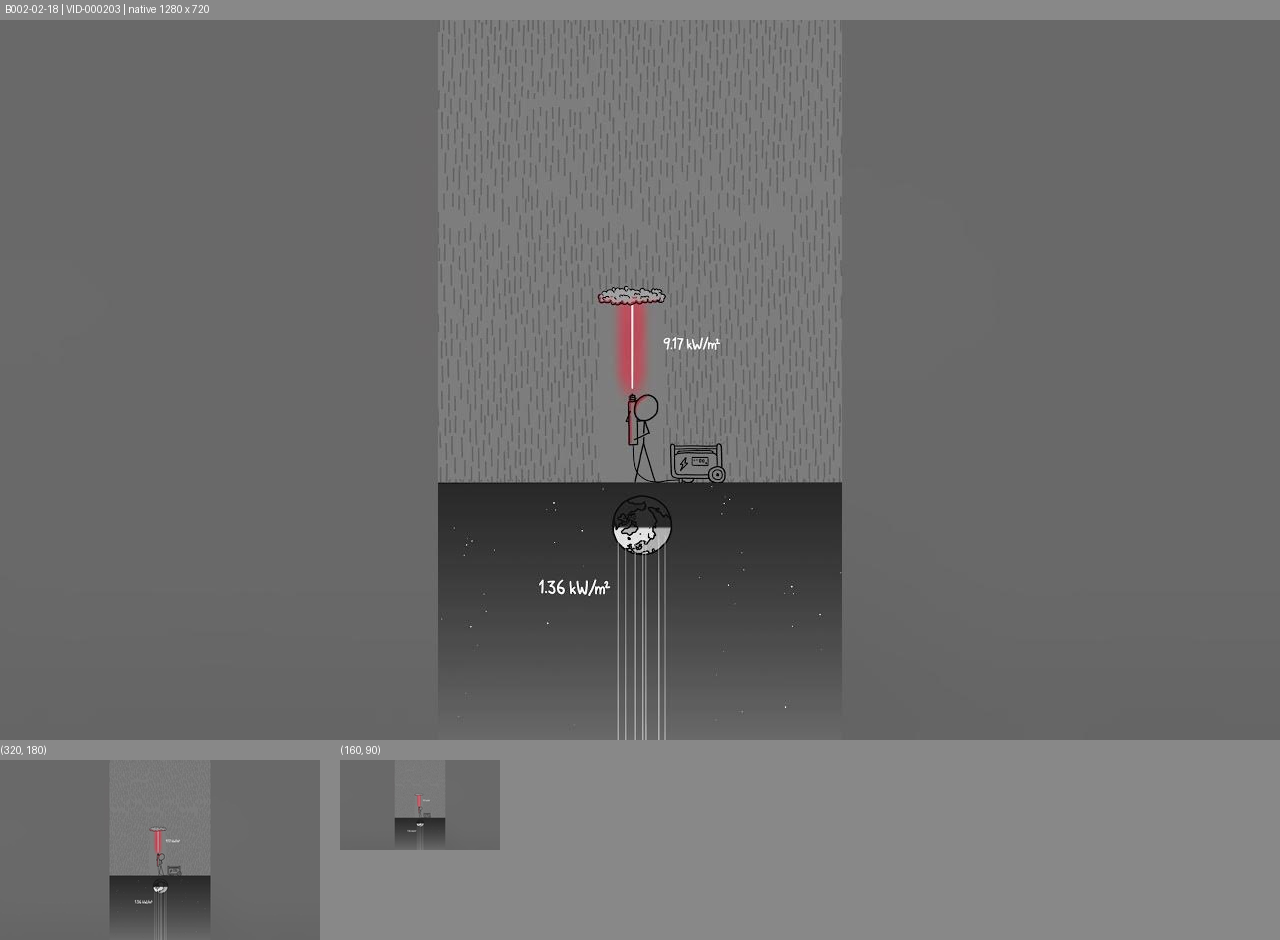 B002-02-18 | VID-000203 | native 1280 x 720
9.17 kW/m²
1.36 kW/m²
(320, 180)
(160, 90)